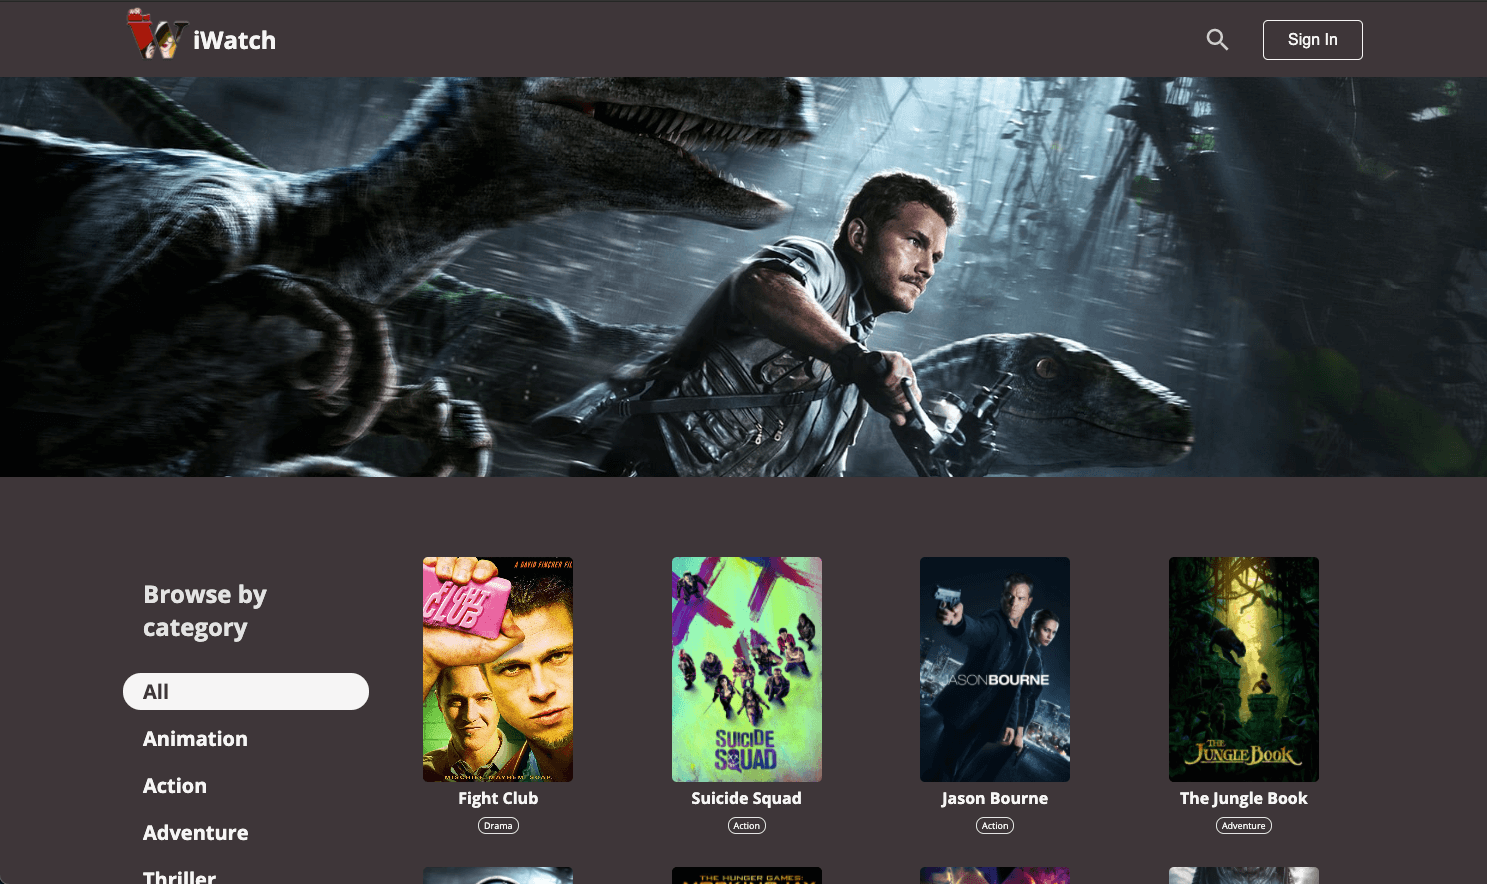 iWatch
Sign In
Browse by
category
All
Animation
Action
Adventure
Thriller
A DAVID FINCHER FIL
FIGHT
CLUB
MISCHIEF. MAYHEM. SOAP.
Fight Club
Drama
SUICIDE
SQUAD
Suicide Squad
Action
JASON BOURNE
Jason Bourne
Action
THE
JUNGLE BOOK
The Jungle Book
Adventure
THE HUNGER GAMES: